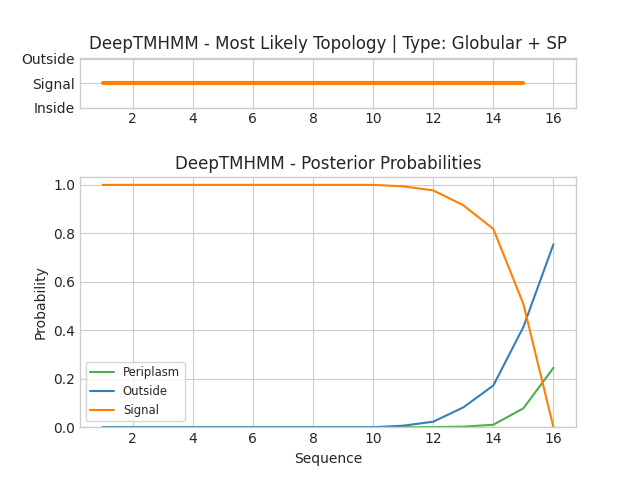 DeepTMHMM - Most Likely Topology | Type: Globular + SP
Outside
Signal
Inside
2 4 6 8 10 12 14 16
DeepTMHMM - Posterior Probabilities
1.0
0.8
0.6
0.4
0.2
0.0
Probability
Periplasm
Outside
Signal
2 4 6 8 10 12 14 16
Sequence